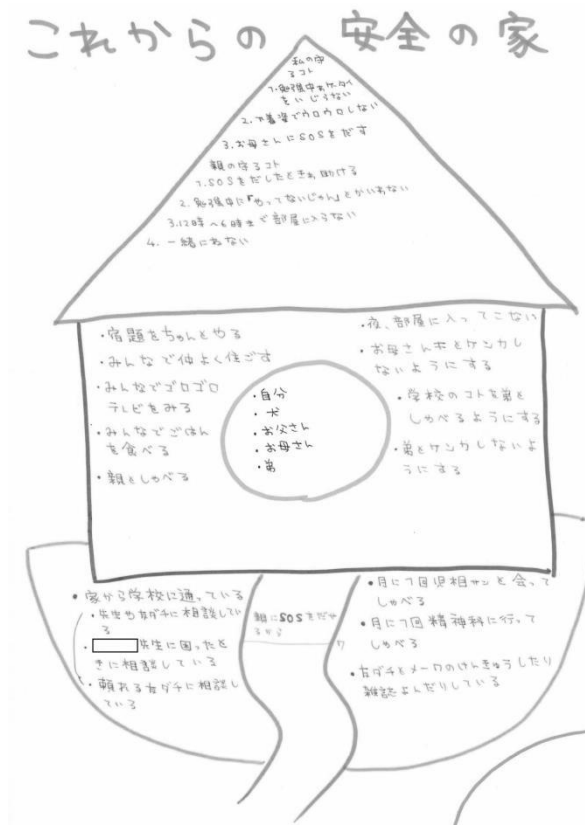 これからの 安全の家
私の守
るコト
1.勉強中おケータイ
をいじらない
2.下着姿でウロウロしない
3.お母さんにSOSをだす
親の守るコト
1.SOSをだしたときお助ける
2.勉強中に「やってないじゃん」とかいわない
3.12時〜6時まで部屋に入らない
4.一緒にねない
・宿題をちゃんとやる
・みんなで仲よく住ごす
・みんなでゴロゴロ
テレビをみる
・みんなでごはん
を食べる
・親としゃべる
・自分
・犬
・お父さん
・お母さん
・弟
・夜、部屋に入ってこない
・お母さんとケンカし
ないようにする
・学校のコトを弟と
しゃべるようにする
・弟とケンカしないよ
うにする
・家から学校に通っている
・先生や友ダチに相談してい
る
・先生に困ったと
きに相談している
・頼れる友ダチに相談し
ている
親にSOSをだせ
るから
・月に1回児相サンと会って
しゃべる
・月に1回精神科に行って
しゃべる
・友ダチとメークのけんきゅうしたり
雑誌よんだりしている